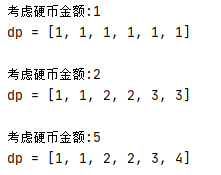 考虑硬币金额:1
dp = [1, 1, 1, 1, 1, 1]
考虑硬币金额:2
dp = [1, 1, 2, 2, 3, 3]
考虑硬币金额:5
dp = [1, 1, 2, 2, 3, 4]